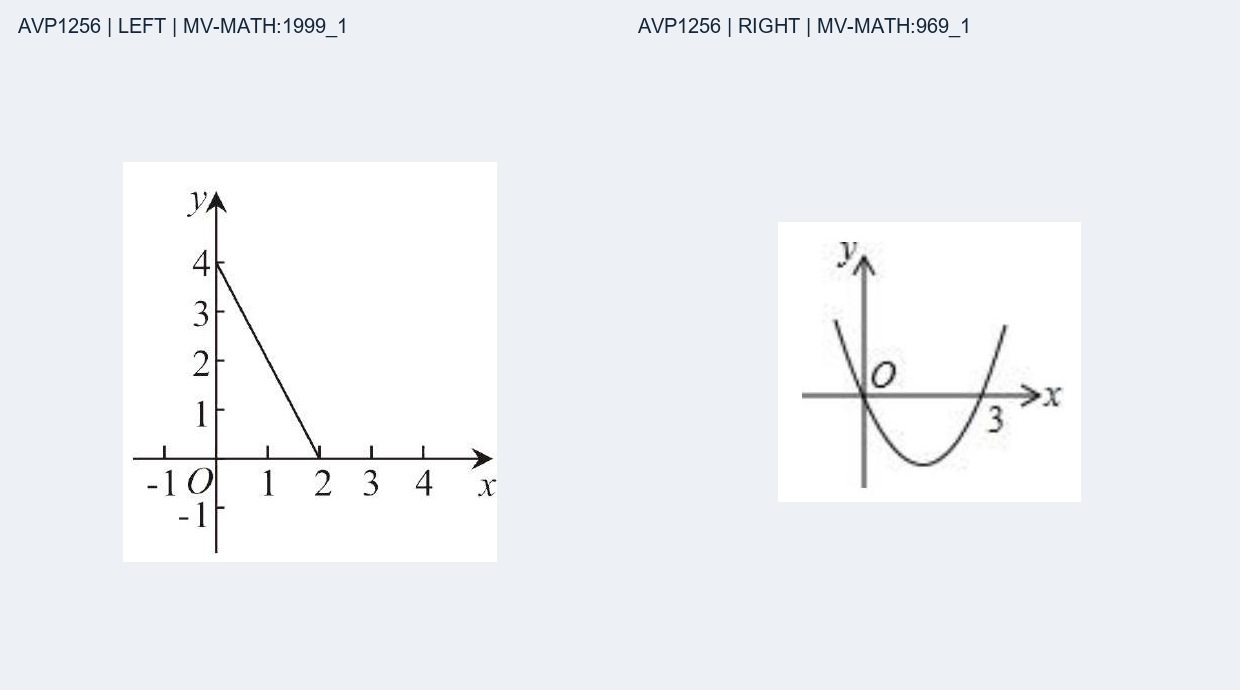 AVP1256 | LEFT | MV-MATH:1999_1
AVP1256 | RIGHT | MV-MATH:969_1
y
4
3
2
1
-1 O 1 2 3 4 x
-1
y
O
x
3